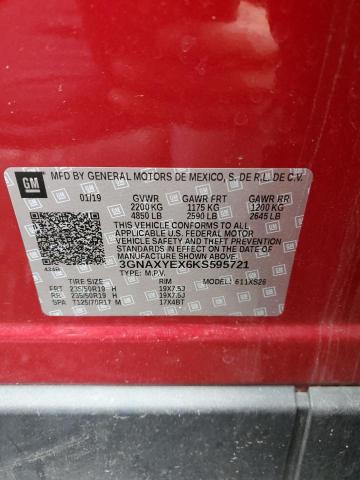 GM
MFD BY GENERAL MOTORS DE MEXICO, S. DE R.L. DE C.V.
01/19 GVWR GAWR FRT GAWR RR
2200 KG 1175 KG 1200 KG
4850 LB 2590 LB 2645 LB
THIS VEHICLE CONFORMS TO ALL
APPLICABLE U.S. FEDERAL MOTOR
VEHICLE SAFETY, BUMPER, AND THEFT PREVENTION
STANDARDS IN EFFECT ON THE DATE OF
MANUFACTURE SHOWN ABOVE.
3GNAXYEX6KS595721
TYPE: M.P.V.
TIRE SIZE RIM MODEL: 611XS26
FRT 235/50R19 H 19X7.5J
RR 235/50R19 H 19X7.5J
SPA T125/70R17 M 17X4BT